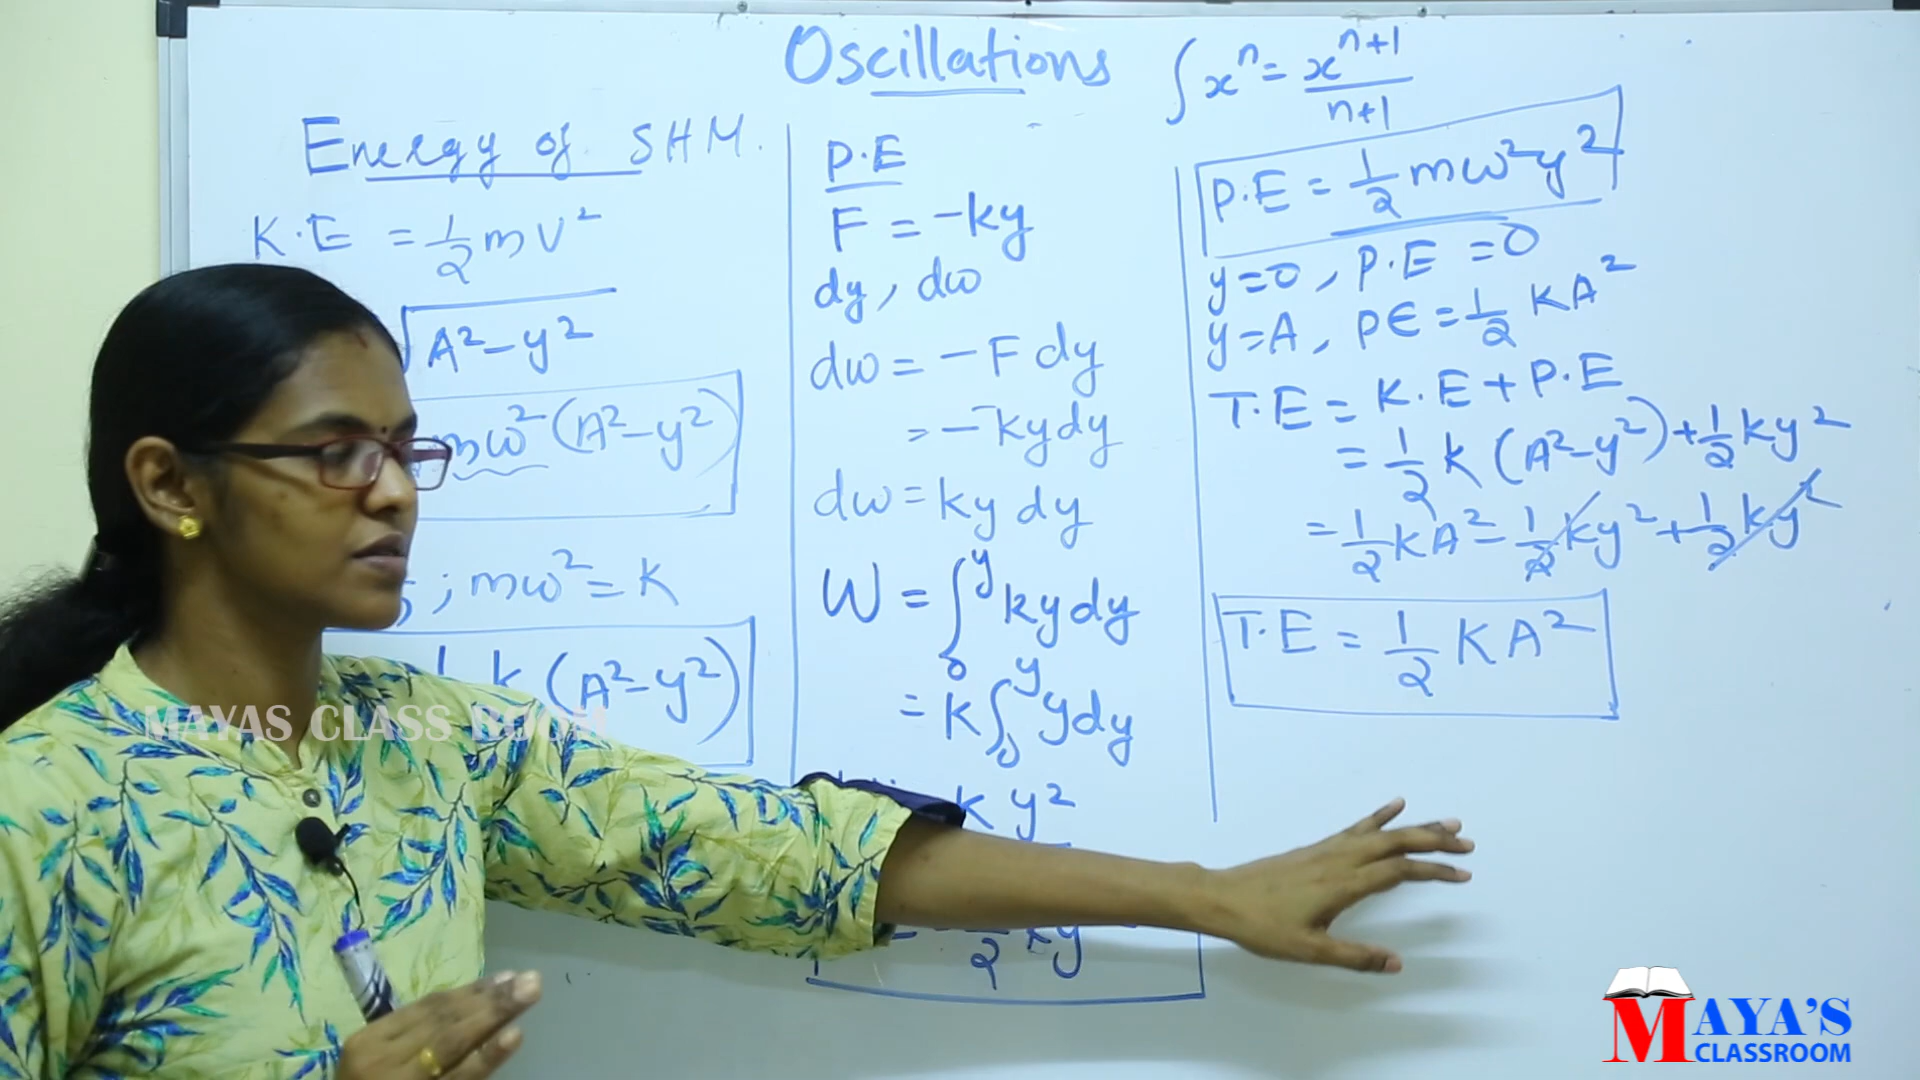 Oscillations
∫ xⁿ = xⁿ⁺¹/n+1
Energy of SHM.
K.E = 1/2 mv²
√A²-y²
mω² (A²-y²)
; mω² = K
k (A²-y²)
P.E
F = -ky
dy, dw
dw = -F dy
= - -ky dy
dw = ky dy
W = ∫₀^y ky dy
= K ∫₀^y y dy
k y²
2 ky
P.E = 1/2 mω²y²
y=0, P.E = 0
y=A, PE = 1/2 KA²
T.E = K.E + P.E
= 1/2 k (A²-y²) + 1/2 ky²
= 1/2 KA² = 1/2 ky² + 1/2 ky²
T.E = 1/2 KA²
MAYAS CLASS ROOM
MAYA'S
CLASSROOM